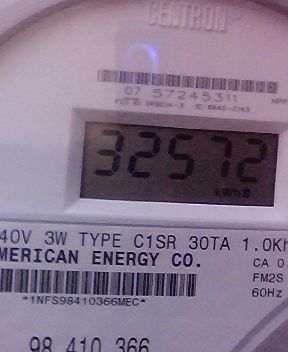 CENTRON®
07 57245311
32572
kWh
40V 3W TYPE C1SR 30TA 1.0Kh
MERICAN ENERGY CO.
CA 0
FM2S
*1NFS98410366MEC*
60Hz
98 410 366